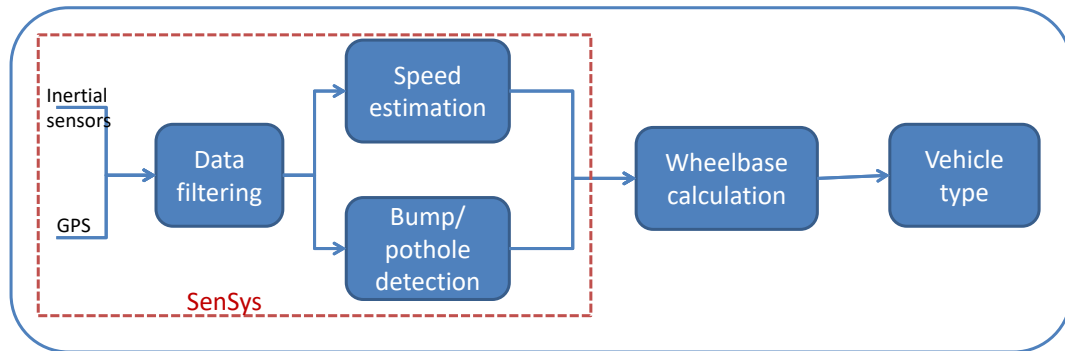 Inertial
sensors
GPS
Data
filtering
Speed
estimation
Bump/
pothole
detection
SenSys
Wheelbase
calculation
Vehicle
type